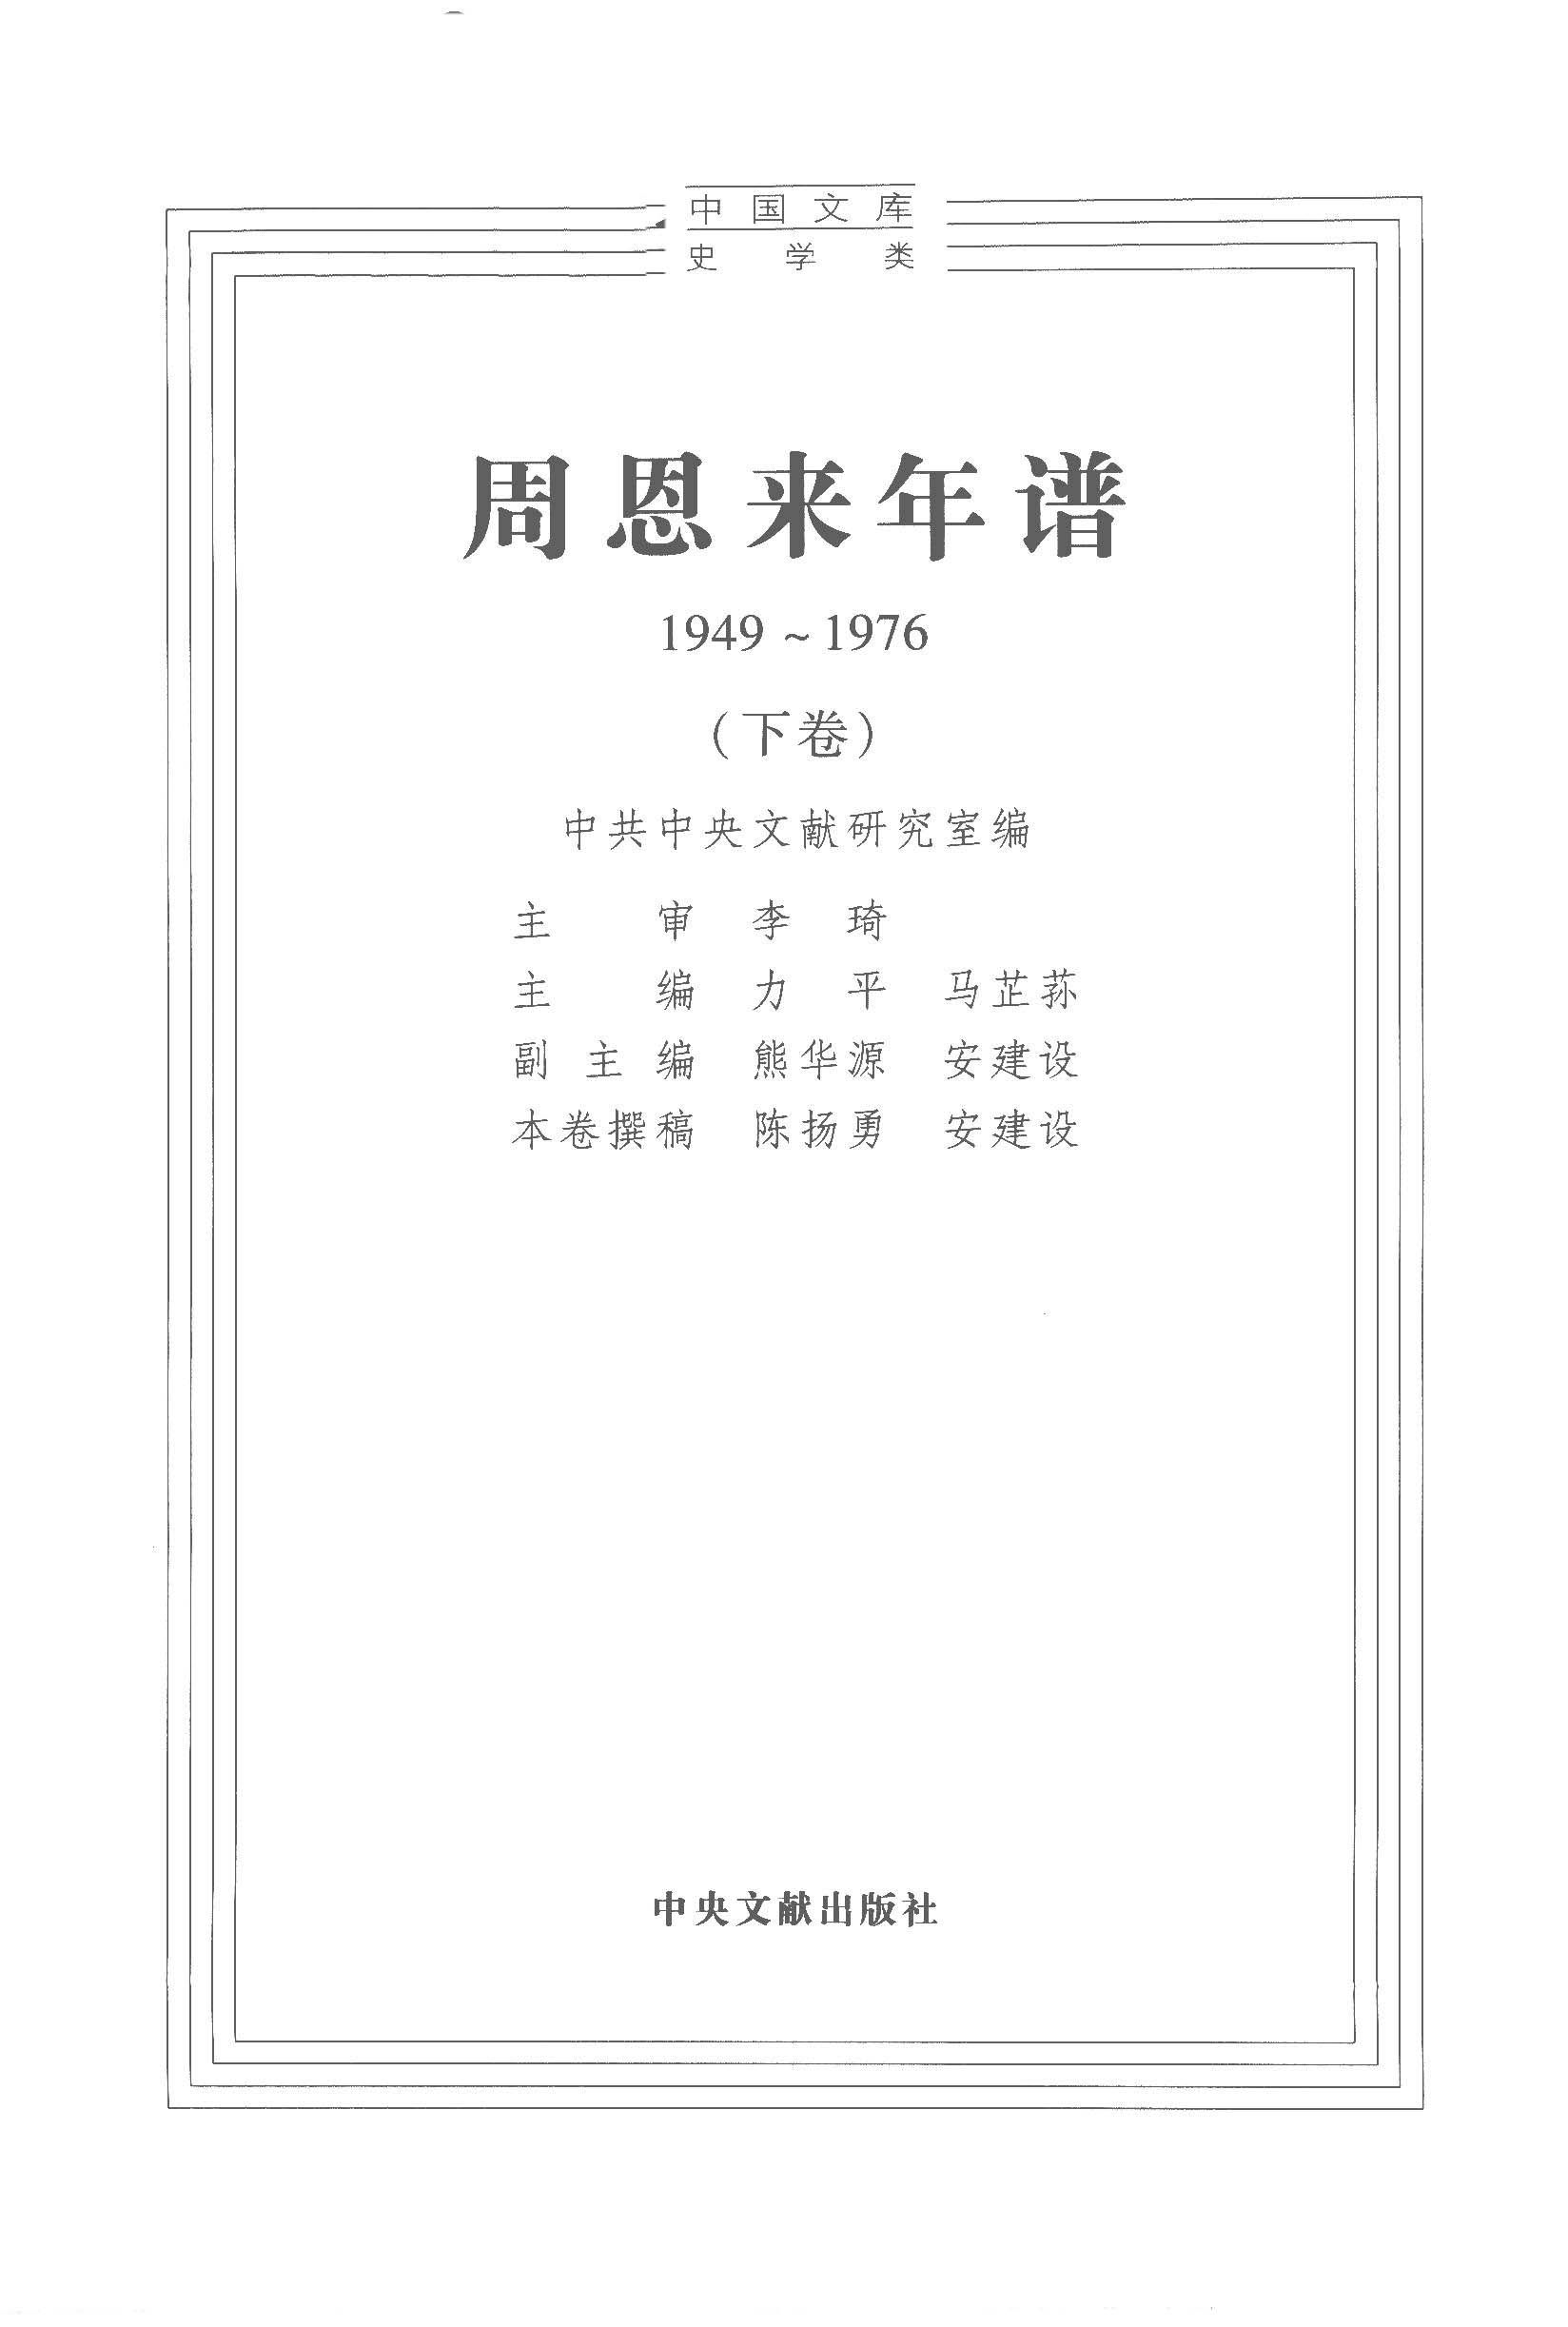 中国文库
史学类
周恩来年谱
1949～1976
（下卷）
中共中央文献研究室编
主审 李琦
主编 力平 马芷荪
副主编 熊华源 安建设
本卷撰稿 陈扬勇 安建设
中央文献出版社